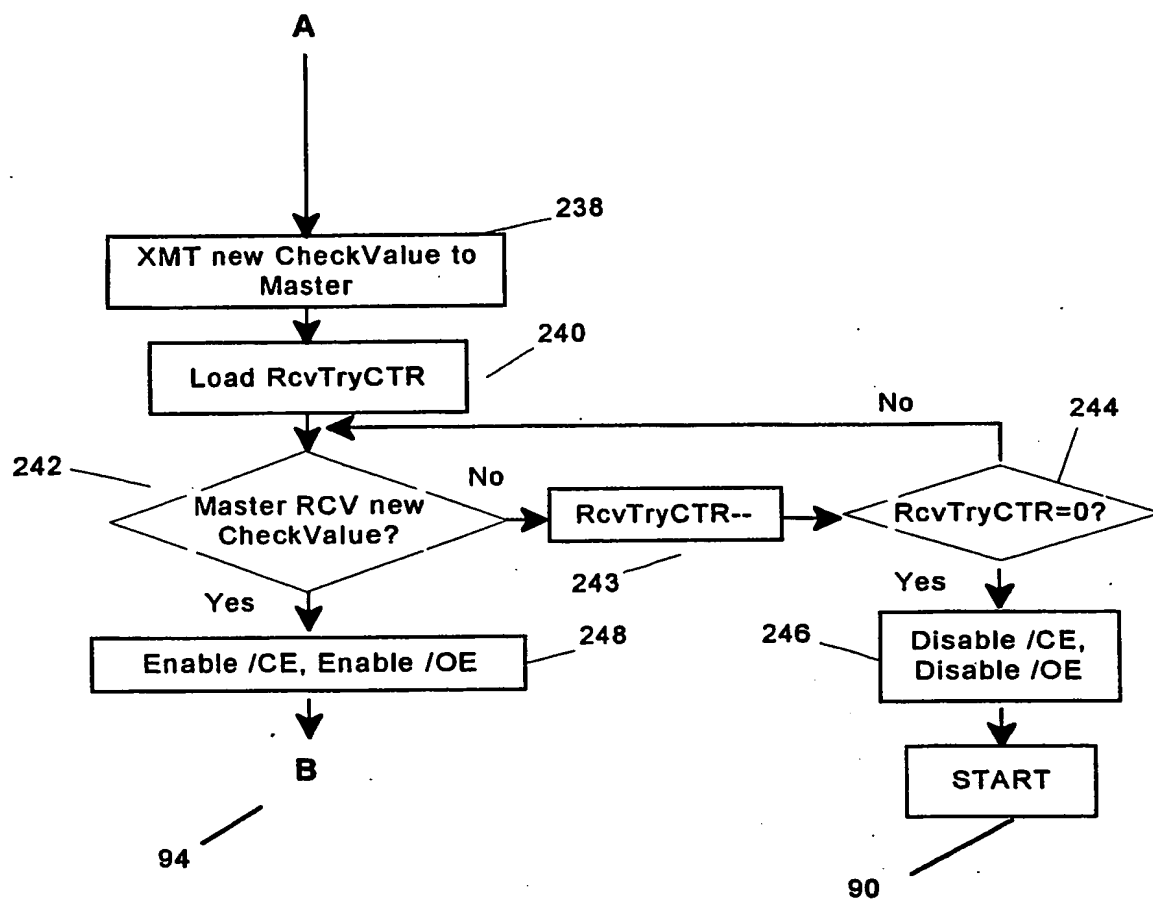 A
238
XMT new CheckValue to
Master
240
Load RcvTryCTR
No
244
242
No
Master RCV new
CheckValue?
RcvTryCTR--
RcvTryCTR=0?
243
Yes
Yes
248
246
Enable /CE, Enable /OE
Disable /CE,
Disable /OE
B
START
94
90